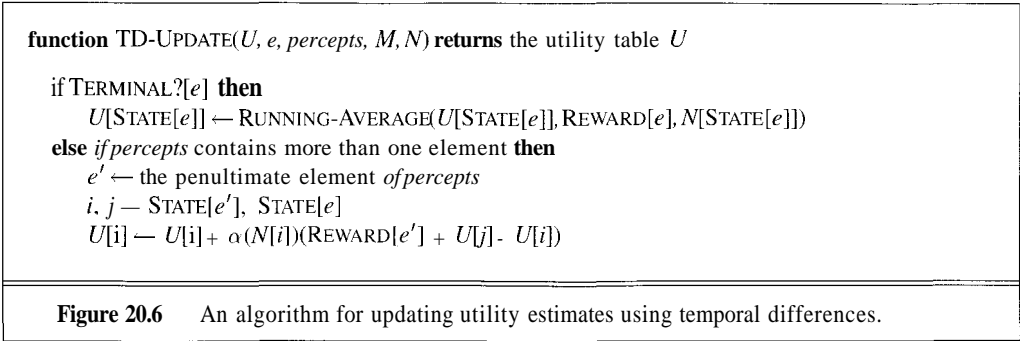 function TD-UPDATE(U, e, percepts, M, N) returns the utility table U
if TERMINAL?[e] then
U[STATE[e]] ← RUNNING-AVERAGE(U[STATE[e]], REWARD[e], N[STATE[e]])
else if percepts contains more than one element then
e′ ← the penultimate element of percepts
i, j — STATE[e′], STATE[e]
U[i] ← U[i] + α(N[i])(REWARD[e′] + U[j] - U[i])
Figure 20.6 An algorithm for updating utility estimates using temporal differences.